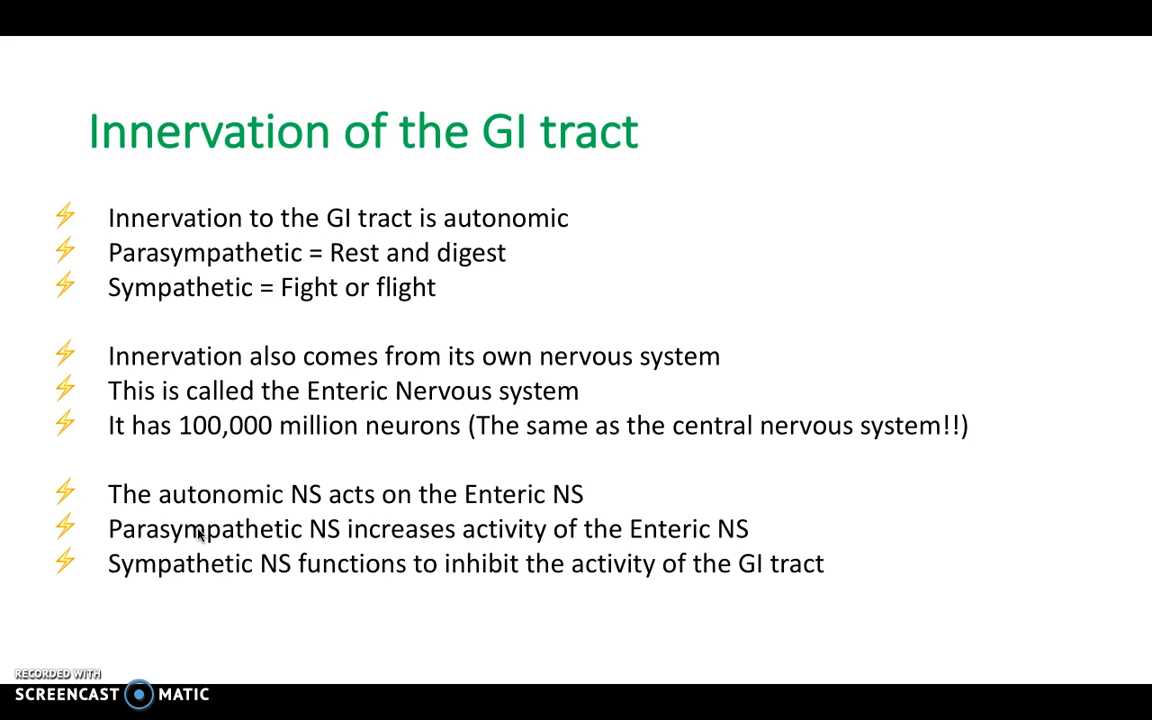 Innervation of the GI tract
Innervation to the GI tract is autonomic
Parasympathetic = Rest and digest
Sympathetic = Fight or flight
Innervation also comes from its own nervous system
This is called the Enteric Nervous system
It has 100,000 million neurons (The same as the central nervous system!!)
The autonomic NS acts on the Enteric NS
Parasympathetic NS increases activity of the Enteric NS
Sympathetic NS functions to inhibit the activity of the GI tract
RECORDED WITH
SCREENCAST MATIC